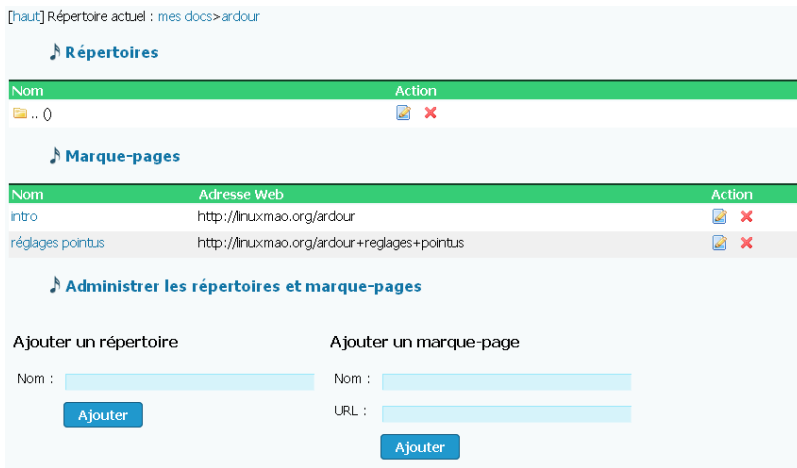 [haut] Répertoire actuel : mes docs>ardour
Répertoires
Nom Action
.. ()
Marque-pages
Nom Adresse Web Action
intro http://linuxmao.org/ardour
réglages pointus http://linuxmao.org/ardour+reglages+pointus
Administrer les répertoires et marque-pages
Ajouter un répertoire Ajouter un marque-page
Nom : Nom :
Ajouter URL :
Ajouter